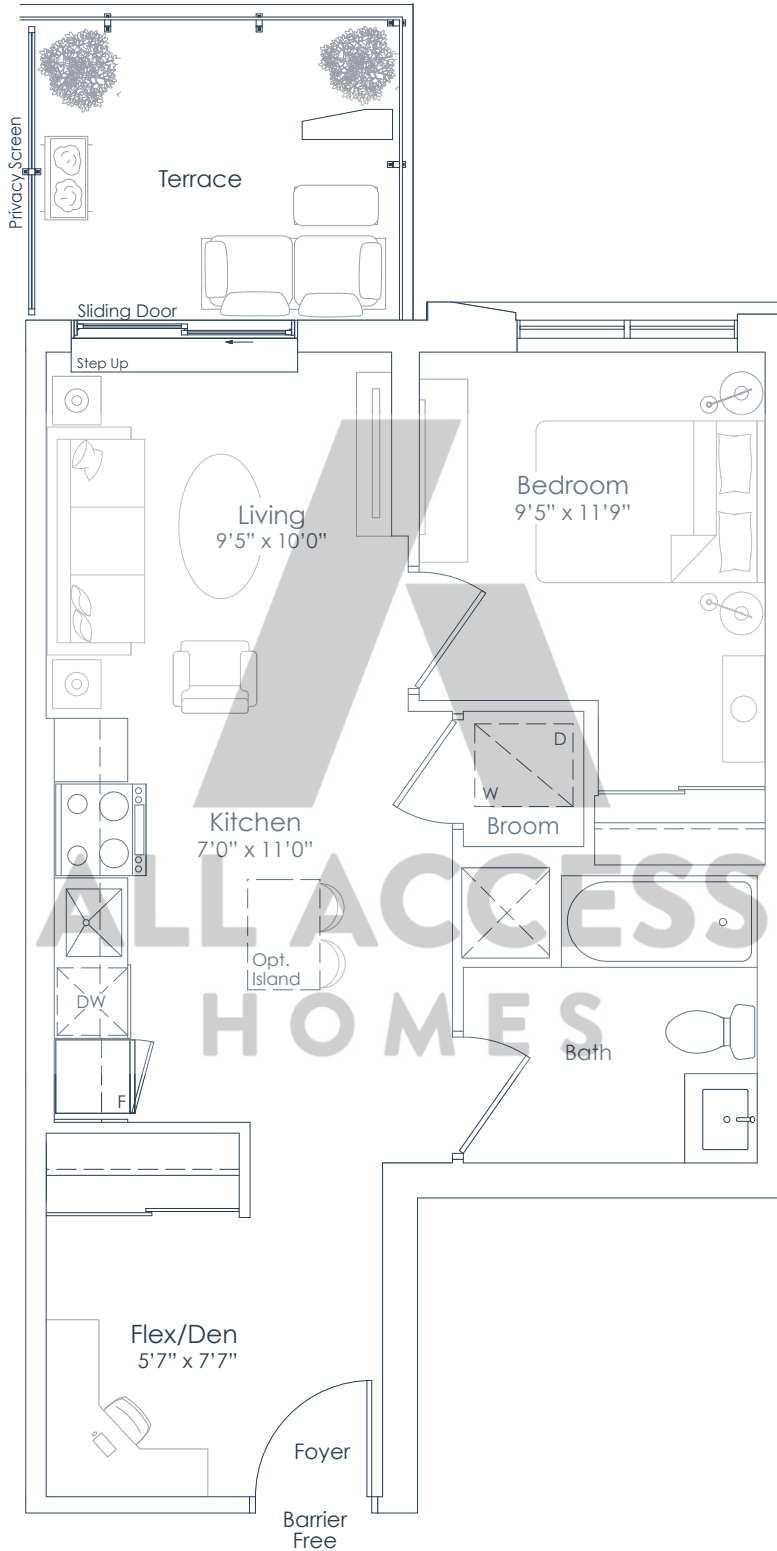 Privacy Screen
Terrace
Sliding Door
Step Up
Living
9'5" x 10'0"
Bedroom
9'5" x 11'9"
D
W
Broom
Kitchen
7'0" x 11'0"
ALL ACCESS
HOMES
Opt.
Island
DW
Bath
F
Flex/Den
5'7" x 7'7"
Foyer
Barrier
Free